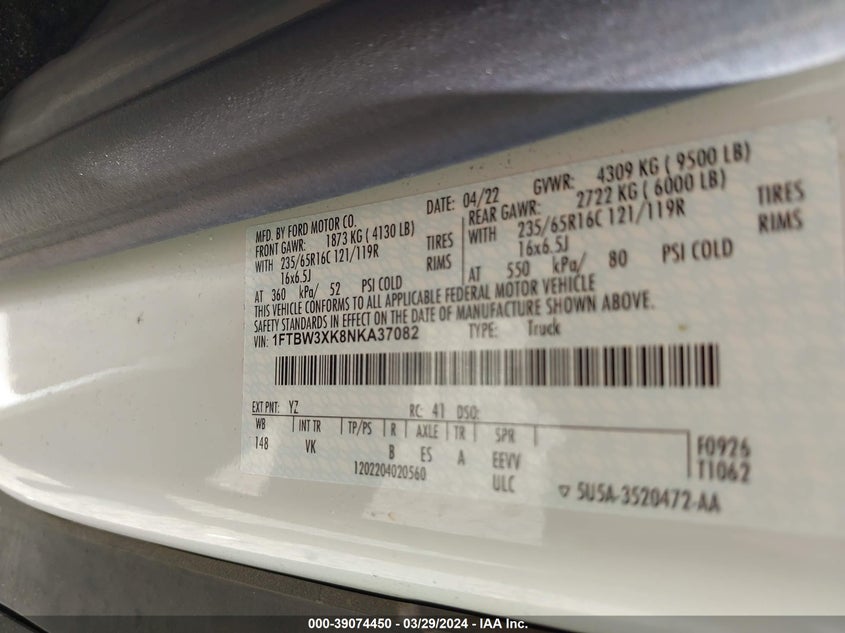 MFD. BY FORD MOTOR CO. DATE: 04/22 GVWR: 4309 KG ( 9500 LB)
FRONT GAWR: 1873 KG ( 4130 LB) REAR GAWR: 2722 KG ( 6000 LB)
WITH 235/65R16C 121/119R TIRES WITH 235/65R16C 121/119R TIRES
16x6.5J RIMS 16x6.5J RIMS
AT 360 kPa/ 52 PSI COLD AT 550 kPa/ 80 PSI COLD
THIS VEHICLE CONFORMS TO ALL APPLICABLE FEDERAL MOTOR VEHICLE
SAFETY STANDARDS IN EFFECT ON THE DATE OF MANUFACTURE SHOWN ABOVE.
VIN: 1FTBW3XK8NKA37082 TYPE: Truck
EXT PNT: YZ RC: 41 DSO:
WB INT TR TP/PS R AXLE TR SPR
148 VK B ES A EEVV
F0926
T1062
1202204020560 ULC
5U5A-3520472-AA
000-39074450 - 03/29/2024 - IAA Inc.